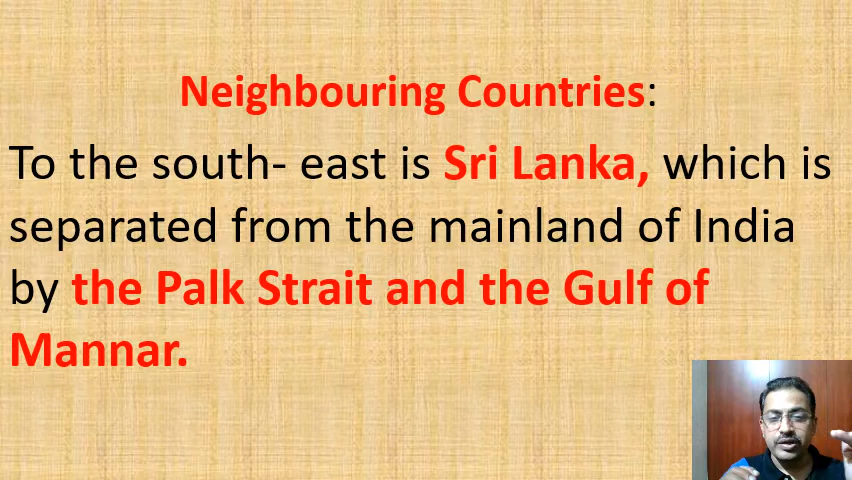 Neighbouring Countries:
To the south- east is Sri Lanka, which is
separated from the mainland of India
by the Palk Strait and the Gulf of
Mannar.